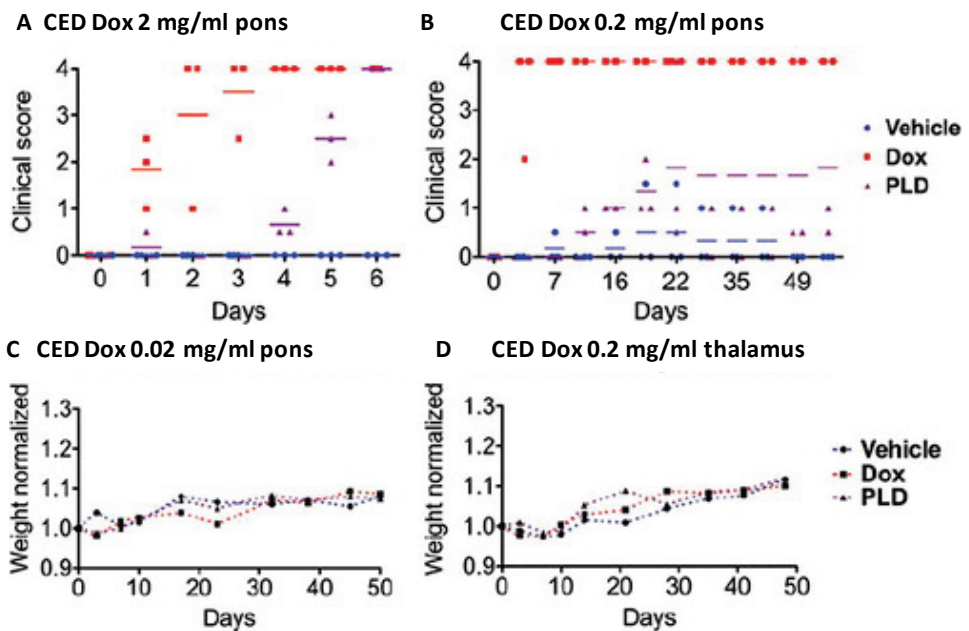 A CED Dox 2 mg/ml pons
Clinical score
4
3
2
1
0
0 1 2 3 4 5 6
Days
B CED Dox 0.2 mg/ml pons
Clinical score
4
3
2
1
0
0 7 16 22 35 49
Days
Vehicle
Dox
PLD
C CED Dox 0.02 mg/ml pons
Weight normalized
1.3
1.2
1.1
1.0
0.9
0 10 20 30 40 50
Days
D CED Dox 0.2 mg/ml thalamus
Weight normalized
1.3
1.2
1.1
1.0
0.9
0 10 20 30 40 50
Days
Vehicle
Dox
PLD